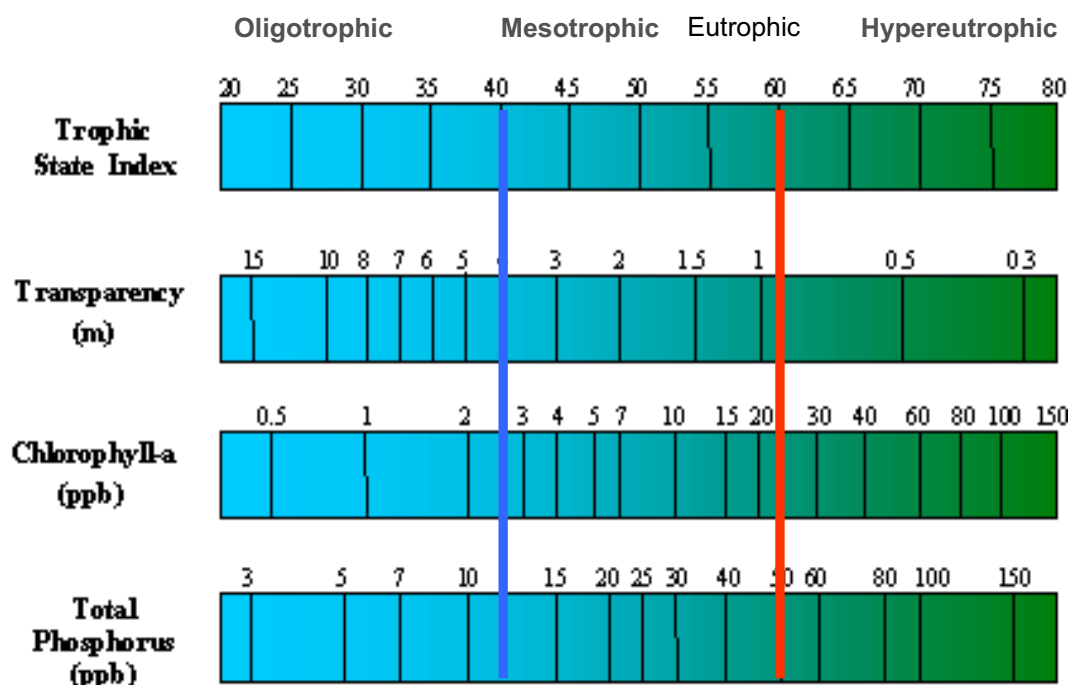 Oligotrophic Mesotrophic Eutrophic Hypereutrophic
20 25 30 35 40 45 50 55 60 65 70 75 80
Trophic
State Index
15 10 8 7 6 5 3 2 1.5 1 0.5 0.3
Transparency
(m)
0.5 1 2 3 4 5 7 10 15 20 30 40 60 80 100 150
Chlorophyll-a
(ppb)
3 5 7 10 15 20 25 30 40 50 60 80 100 150
Total
Phosphorus
(ppb)